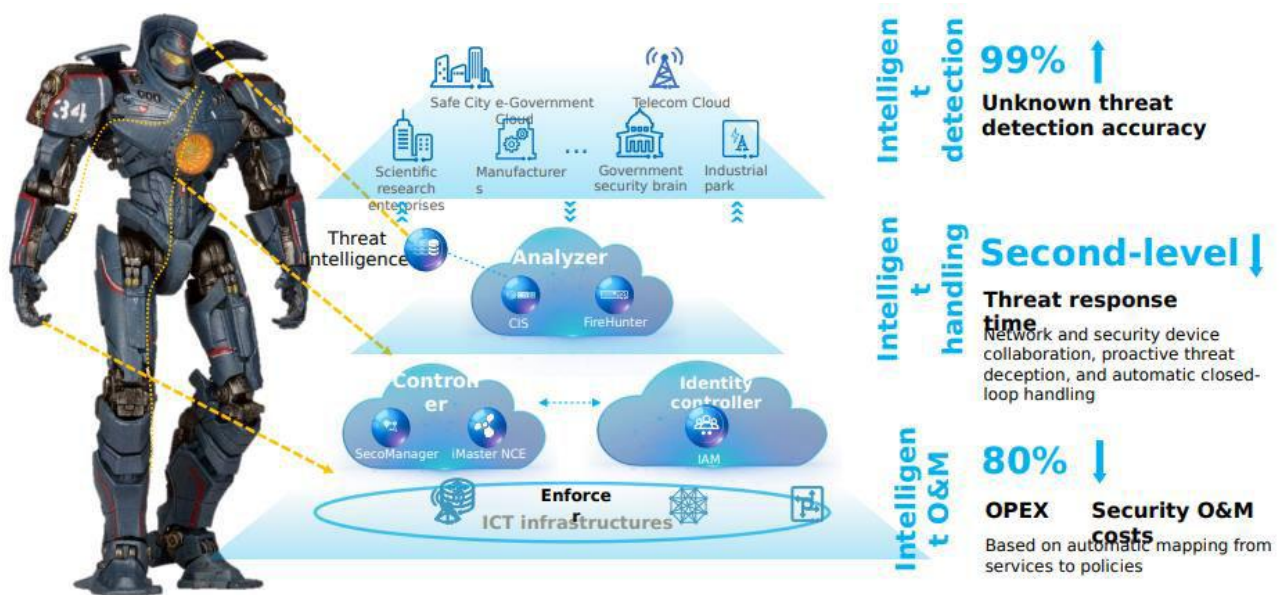 34
Safe City e-Government
Cloud
Telecom Cloud
Scientific
research
enterprises
Manufacturer
s
...
Government
security brain
Industrial
park
Threat
intelligence
Analyzer
CIS
FireHunter
Controll
er
SecoManager
iMaster NCE
Identity
controller
IAM
Enforce
r
ICT infrastructures
Intelligen
t
detection
99%
Unknown threat
detection accuracy
Intelligen
t
handling
Second-level
Threat response
time
Network and security device
collaboration, proactive threat
deception, and automatic closed-
loop handling
Intelligen
t O&M
80%
OPEX
Security O&M
costs
Based on automatic mapping from
services to policies